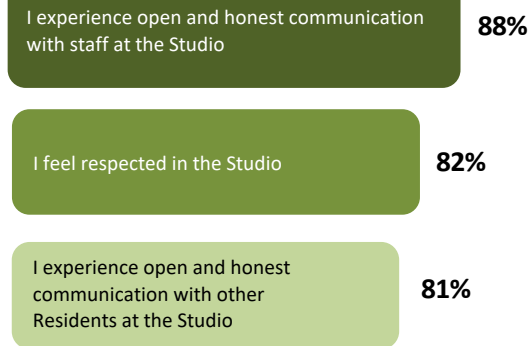 I experience open and honest communication
with staff at the Studio
88%
I feel respected in the Studio
82%
I experience open and honest
communication with other
Residents at the Studio
81%